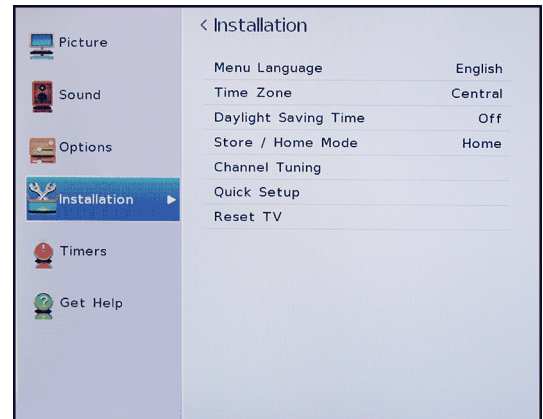 Picture
Sound
Options
Installation
Timers
Get Help
< Installation
Menu Language English
Time Zone Central
Daylight Saving Time Off
Store / Home Mode Home
Channel Tuning
Quick Setup
Reset TV